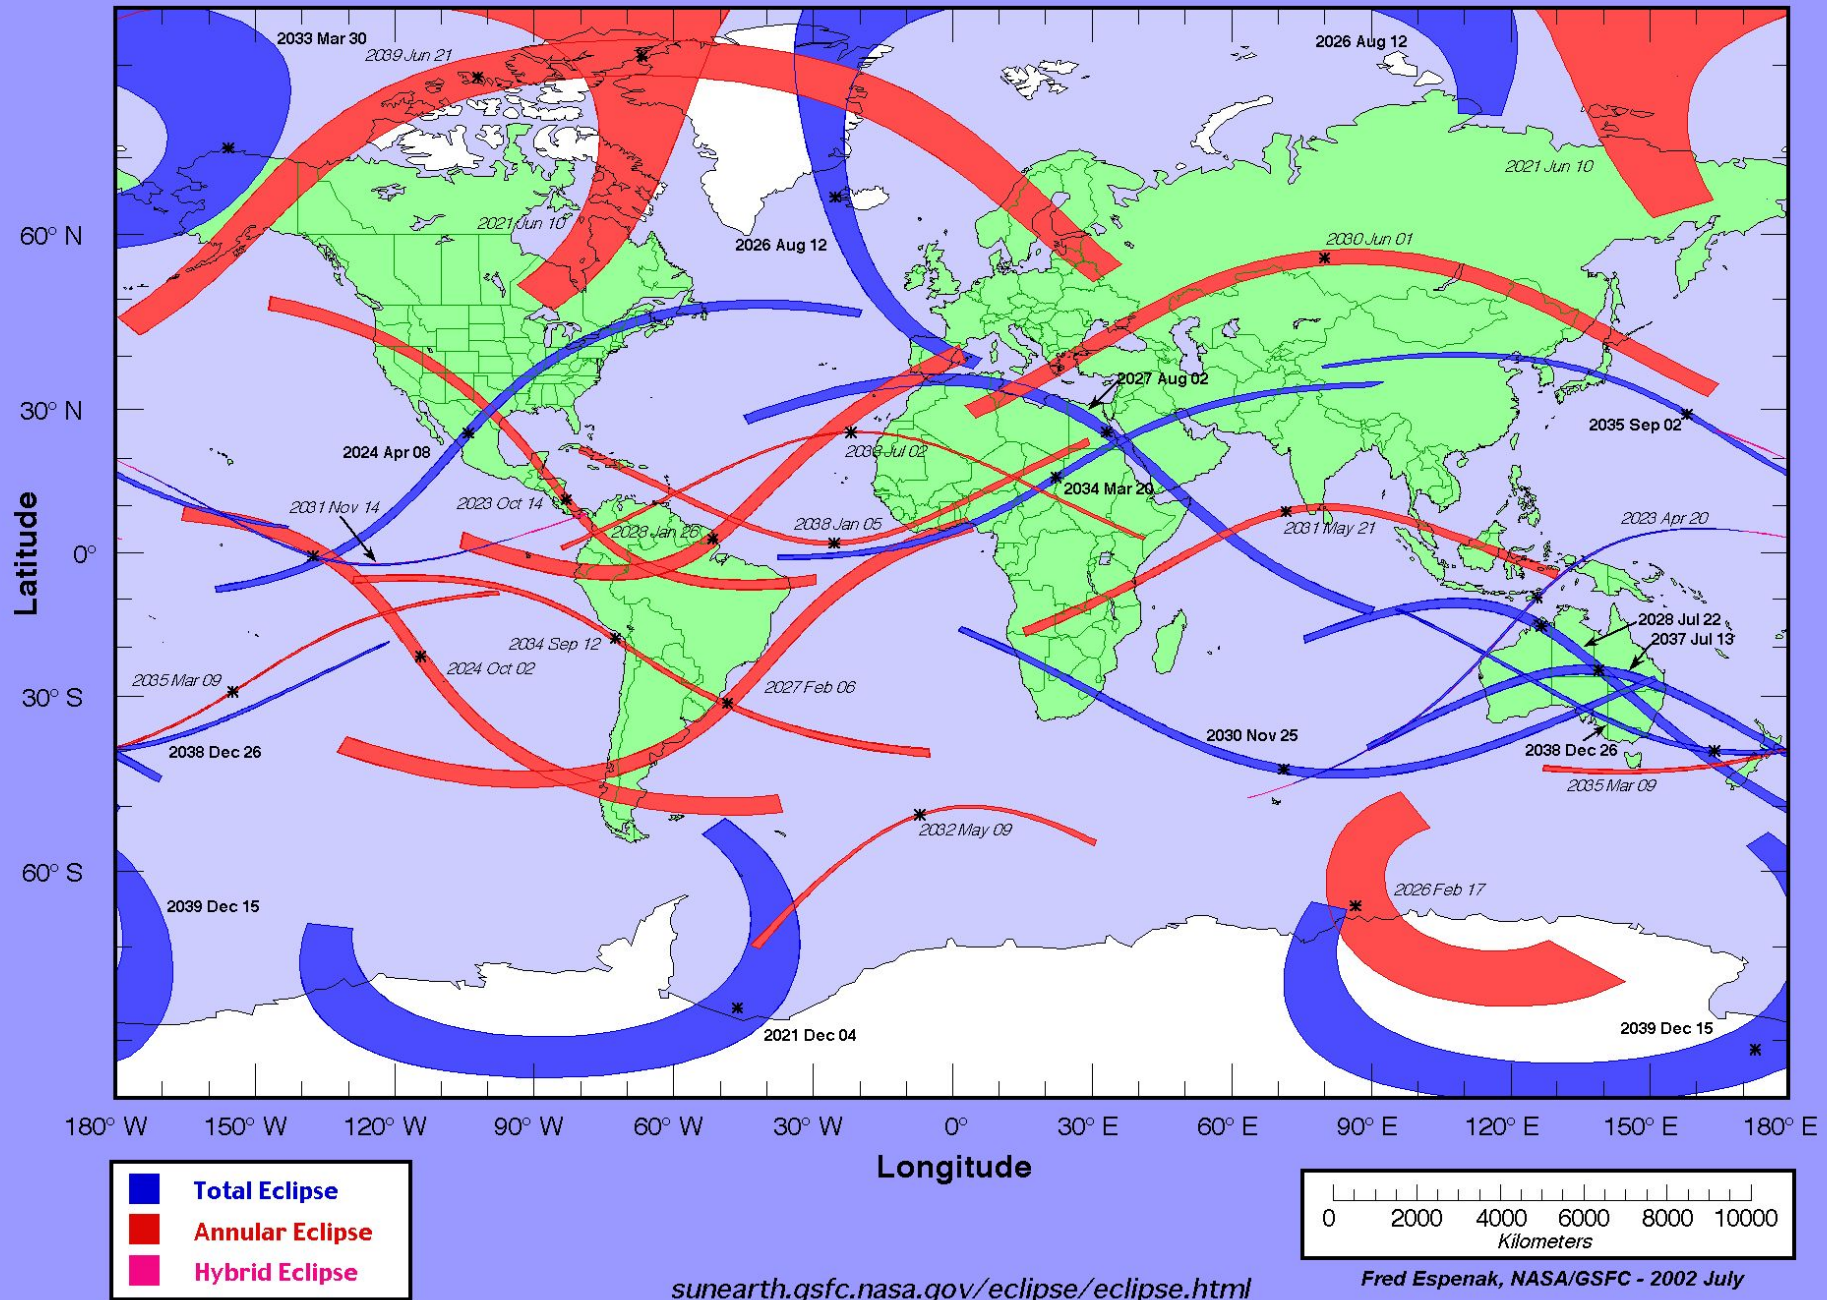 2033 Mar 30
2039 Jun 21
2026 Aug 12
2021 Jun 10
2021 Jun 10
60° N
2026 Aug 12
2030 Jun 01
2027 Aug 02
30° N
2035 Sep 02
2024 Apr 08
2038 Jul 02
2034 Mar 20
2023 Oct 14
2031 Nov 14
2028 Jan 26
2038 Jan 05
2031 May 21
2023 Apr 20
0°
Latitude
2028 Jul 22
2037 Jul 13
2034 Sep 12
2024 Oct 02
2035 Mar 09
2027 Feb 06
30° S
2030 Nov 25
2038 Dec 26
2038 Dec 26
2035 Mar 09
2032 May 09
60° S
2026 Feb 17
2039 Dec 15
2021 Dec 04
2039 Dec 15
180° W 150° W 120° W 90° W 60° W 30° W 0° 30° E 60° E 90° E 120° E 150° E 180° E
Longitude
Total Eclipse
Annular Eclipse
Hybrid Eclipse
0 2000 4000 6000 8000 10000
Kilometers
sunearth.gsfc.nasa.gov/eclipse/eclipse.html
Fred Espenak, NASA/GSFC - 2002 July